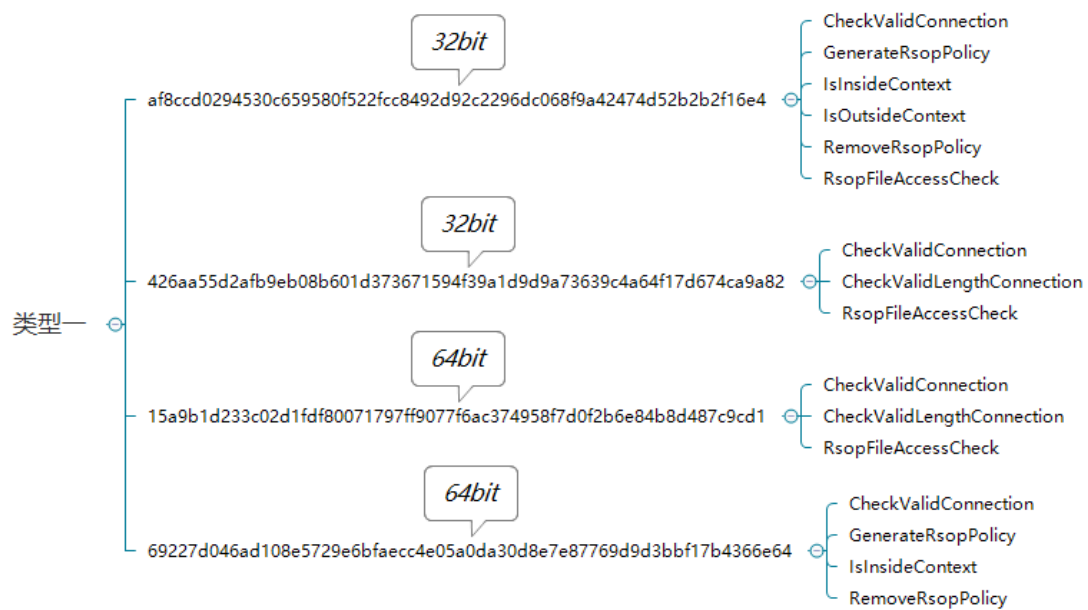 类型一
32bit
af8ccd0294530c659580f522fcc8492d92c2296dc068f9a42474d52b2b2f16e4
CheckValidConnection
GenerateRsopPolicy
IsInsideContext
IsOutsideContext
RemoveRsopPolicy
RsopFileAccessCheck
32bit
426aa55d2afb9eb08b601d373671594f39a1d9d9a73639c4a64f17d674ca9a82
CheckValidConnection
CheckValidLengthConnection
RsopFileAccessCheck
64bit
15a9b1d233c02d1fdf80071797ff9077f6ac374958f7d0f2b6e84b8d487c9cd1
CheckValidConnection
CheckValidLengthConnection
RsopFileAccessCheck
64bit
69227d046ad108e5729e6bfaecc4e05a0da30d8e7e87769d9d3bbf17b4366e64
CheckValidConnection
GenerateRsopPolicy
IsInsideContext
RemoveRsopPolicy